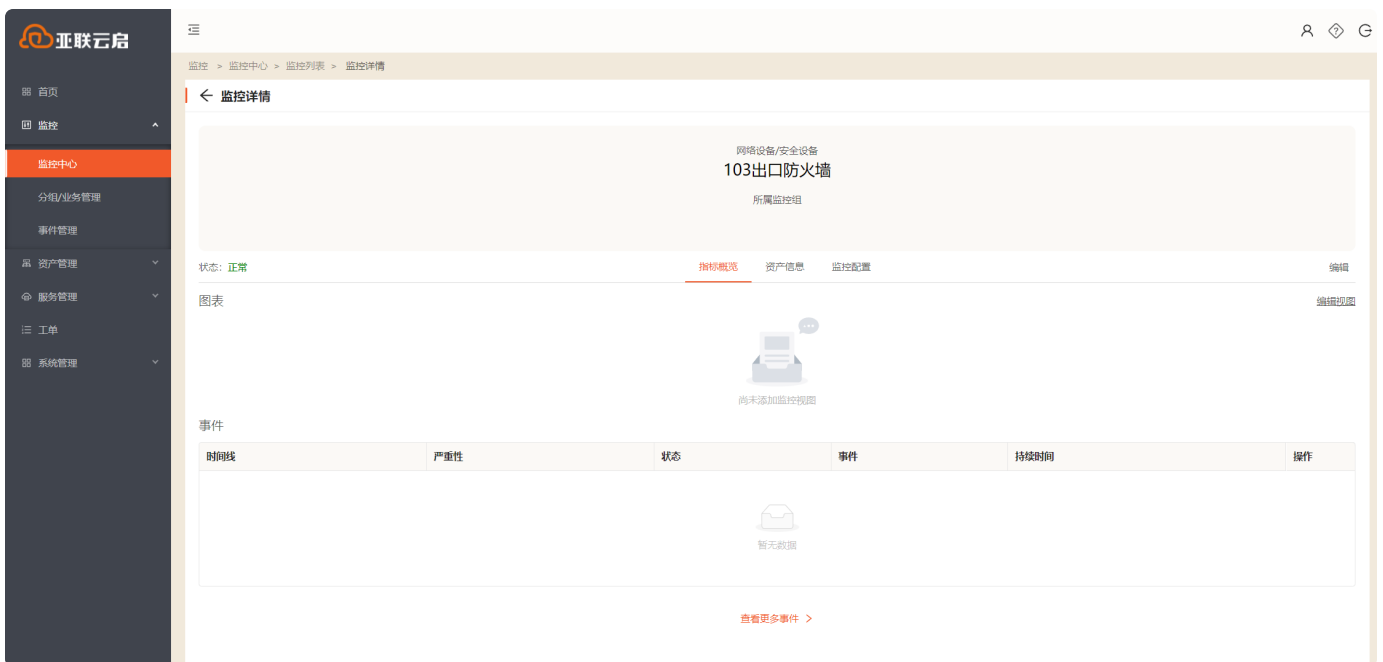 亚联云启
监控 > 监控中心 > 监控列表 > 监控详情
首页
监控
监控中心
分组/业务管理
事件管理
资产管理
服务管理
工单
系统管理
监控详情
网络设备/安全设备
103出口防火墙
所属监控组
状态: 正常
指标概览 资产信息 监控配置
编辑
图表
编辑视图
尚未添加监控视图
事件
时间线 严重性 状态 事件 持续时间 操作
暂无数据
查看更多事件 >